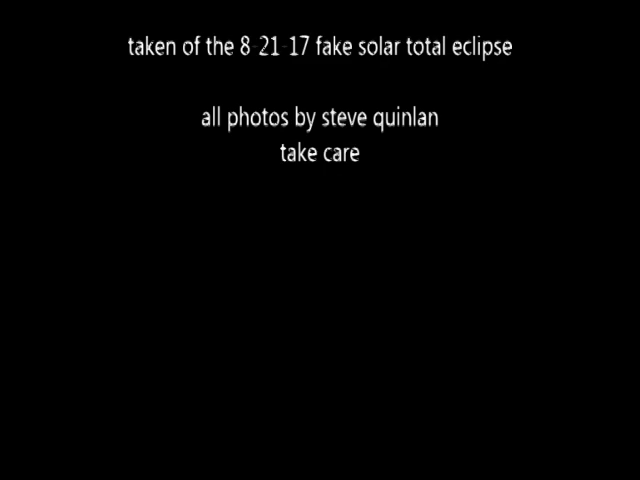 taken of the 8-21-17 fake solar total eclipse
all photos by steve quinlan
take care